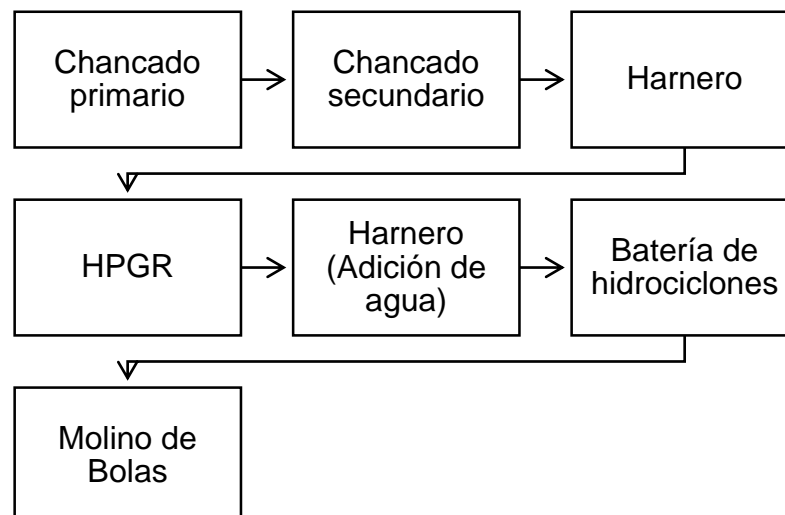 Chancado
primario
Chancado
secundario
Harnero
HPGR
Harnero
(Adición de
agua)
Batería de
hidrociclones
Molino de
Bolas